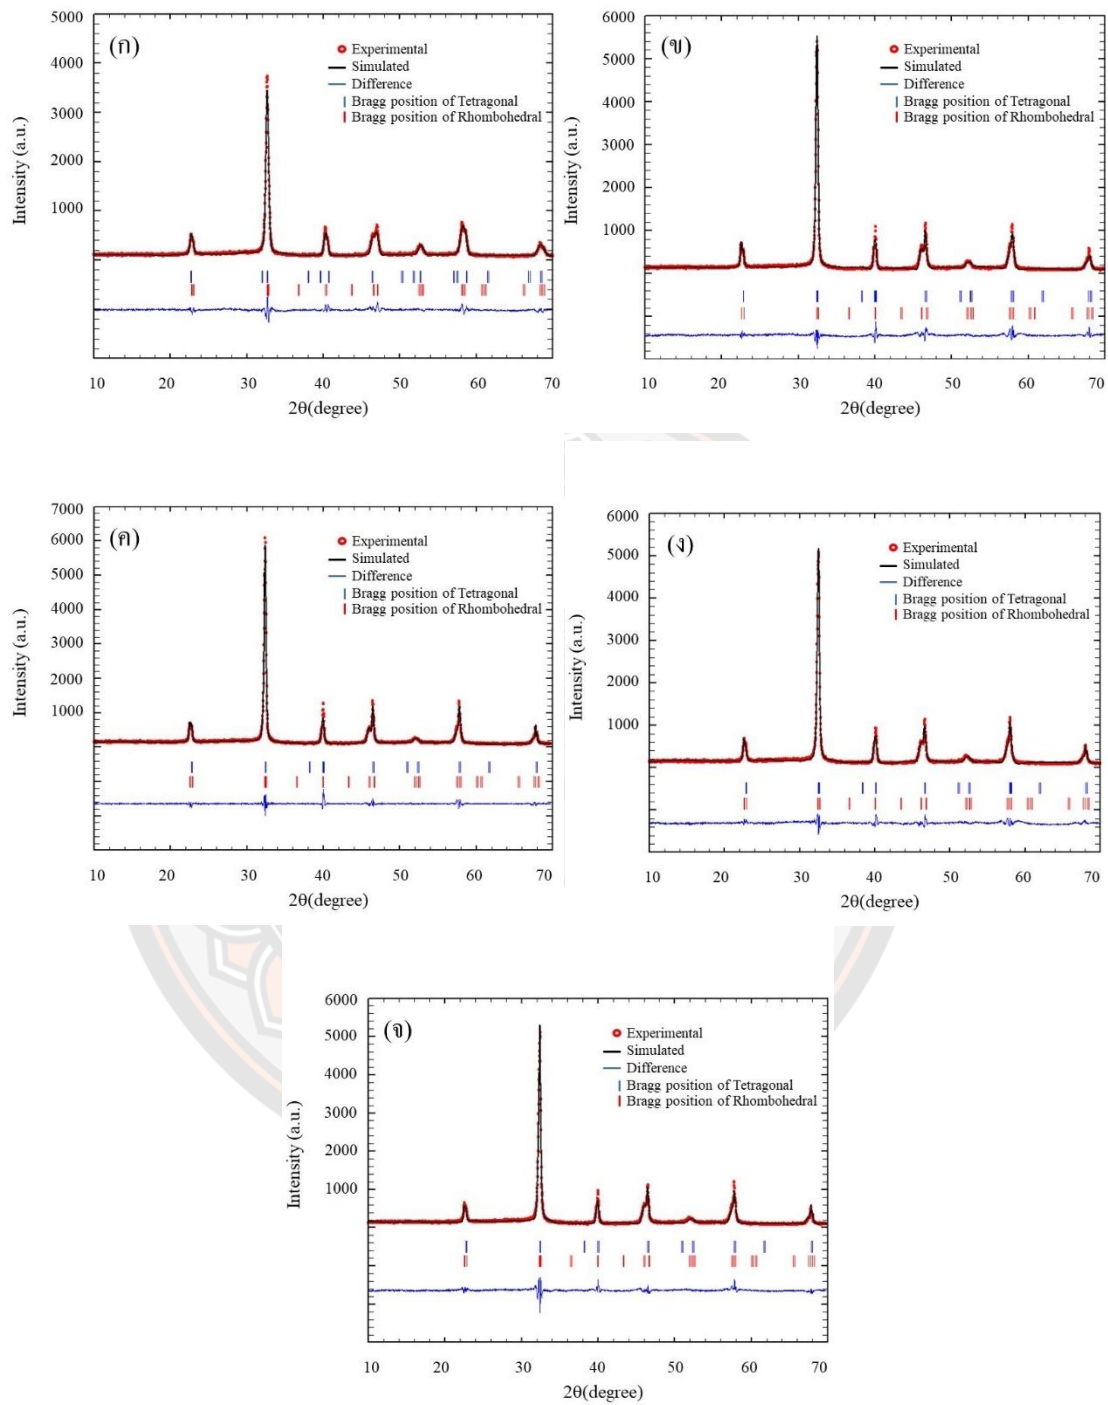 5000
4000
3000
2000
1000
Intensity (a.u.)
(ก)
Experimental
Simulated
Difference
Bragg position of Tetragonal
Bragg position of Rhombohedral
10 20 30 40 50 60 70
2θ(degree)
6000
5000
4000
3000
2000
1000
Intensity (a.u.)
(ข)
Experimental
Simulated
Difference
Bragg position of Tetragonal
Bragg position of Rhombohedral
10 20 30 40 50 60 70
2θ(degree)
7000
6000
5000
4000
3000
2000
1000
Intensity (a.u.)
(ค)
Experimental
Simulated
Difference
Bragg position of Tetragonal
Bragg position of Rhombohedral
10 20 30 40 50 60 70
2θ(degree)
6000
5000
4000
3000
2000
1000
Intensity (a.u.)
(ง)
Experimental
Simulated
Difference
Bragg position of Tetragonal
Bragg position of Rhombohedral
10 20 30 40 50 60 70
2θ(degree)
6000
5000
4000
3000
2000
1000
Intensity (a.u.)
(จ)
Experimental
Simulated
Difference
Bragg position of Tetragonal
Bragg position of Rhombohedral
10 20 30 40 50 60 70
2θ(degree)